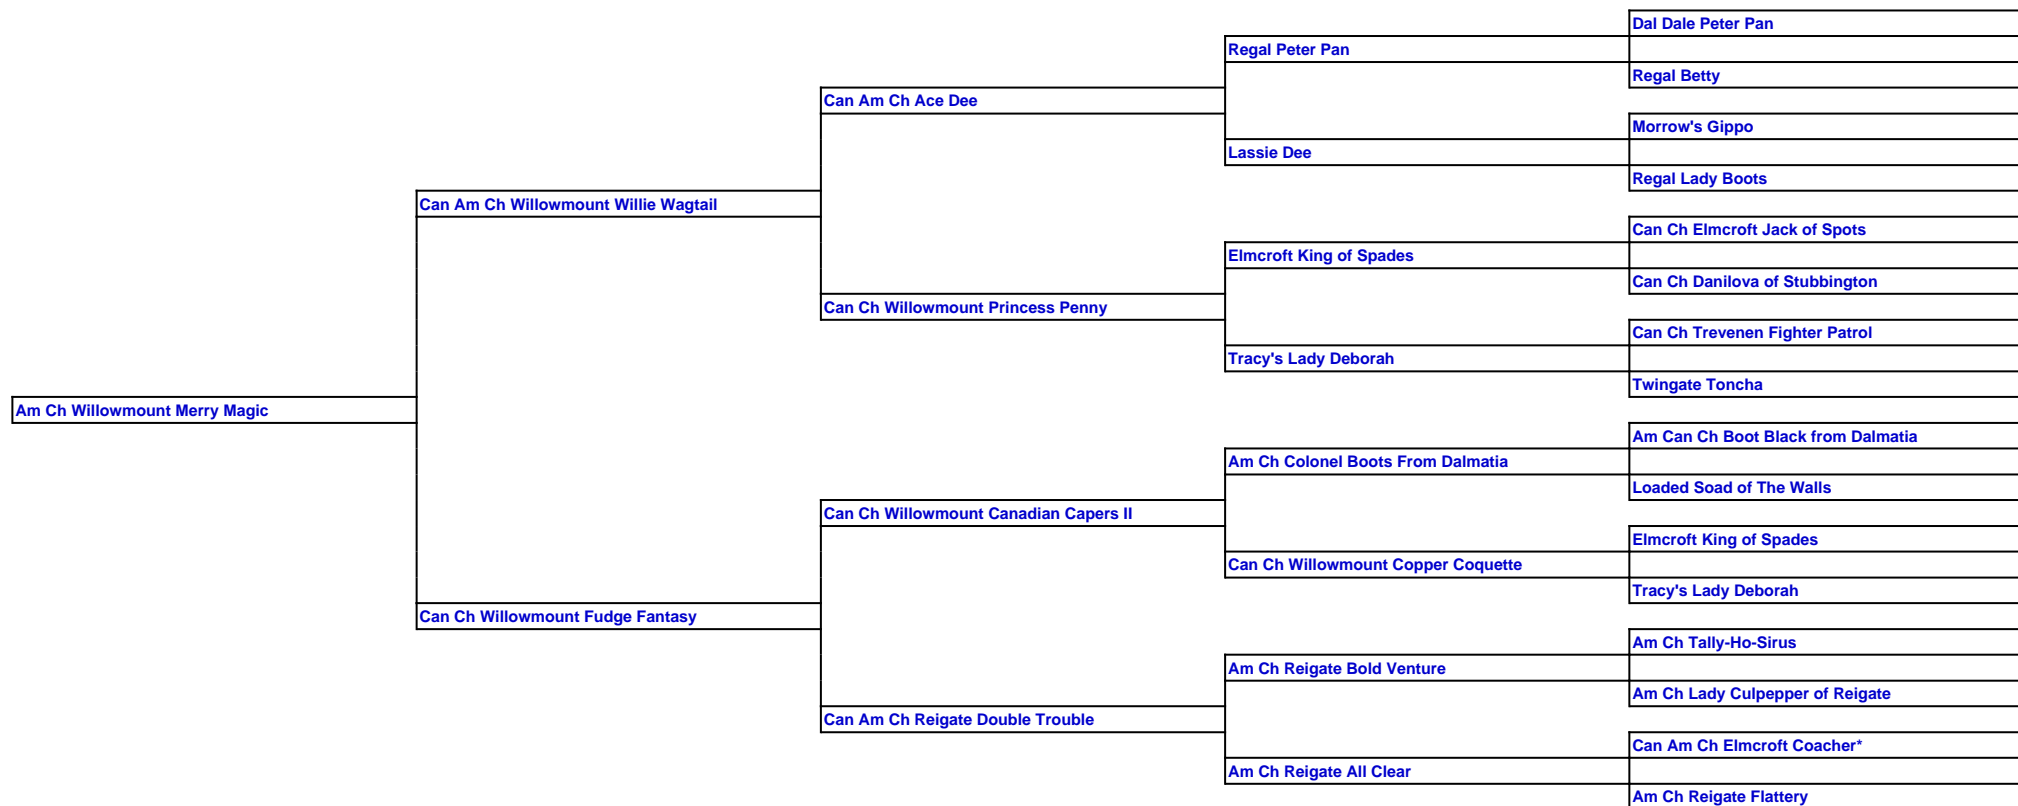 Dal Dale Peter Pan
Regal Peter Pan
Regal Betty
Can Am Ch Ace Dee
Morrow's Gippo
Lassie Dee
Regal Lady Boots
Can Am Ch Willowmount Willie Wagtail
Can Ch Elmcroft Jack of Spots
Elmcroft King of Spades
Can Ch Danilova of Stubbington
Can Ch Willowmount Princess Penny
Can Ch Trevenen Fighter Patrol
Tracy's Lady Deborah
Twingate Toncha
Am Ch Willowmount Merry Magic
Am Can Ch Boot Black from Dalmatia
Am Ch Colonel Boots From Dalmatia
Loaded Soad of The Walls
Can Ch Willowmount Canadian Capers II
Elmcroft King of Spades
Can Ch Willowmount Copper Coquette
Tracy's Lady Deborah
Can Ch Willowmount Fudge Fantasy
Am Ch Tally-Ho-Sirus
Am Ch Reigate Bold Venture
Am Ch Lady Culpepper of Reigate
Can Am Ch Reigate Double Trouble
Can Am Ch Elmcroft Coacher*
Am Ch Reigate All Clear
Am Ch Reigate Flattery